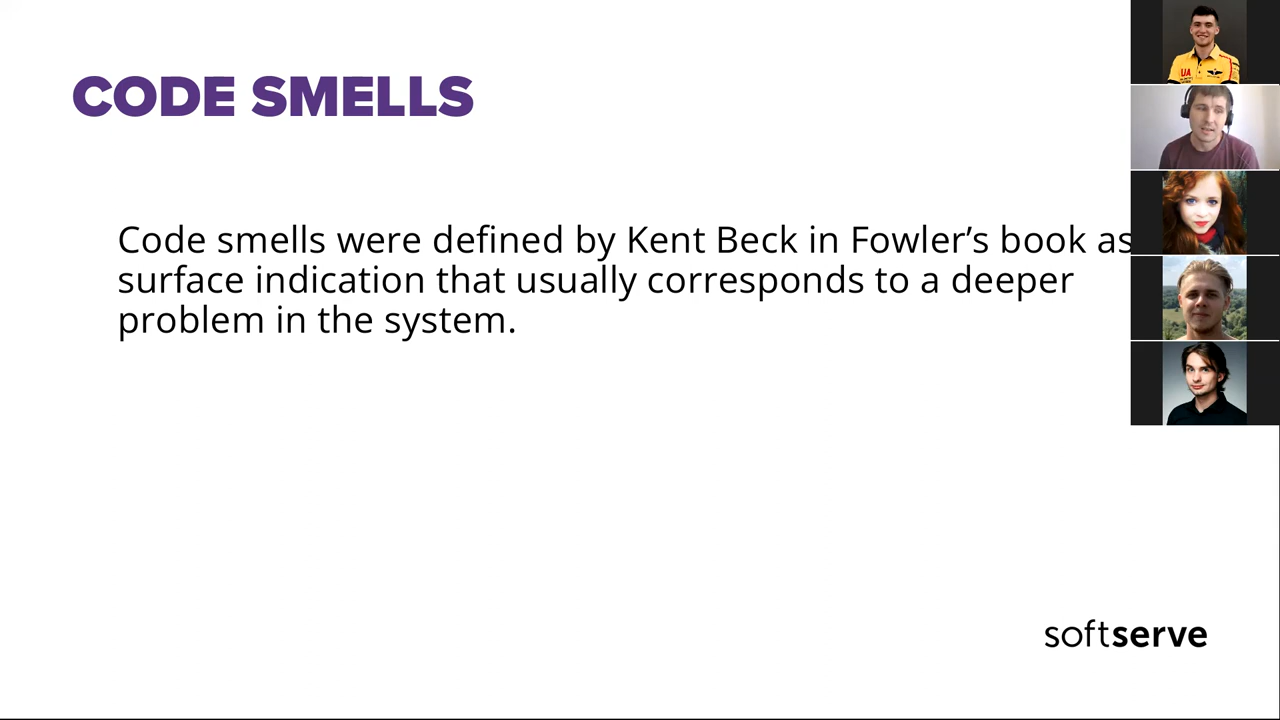 CODE SMELLS
Code smells were defined by Kent Beck in Fowler’s book as
surface indication that usually corresponds to a deeper
problem in the system.
UA
softserve